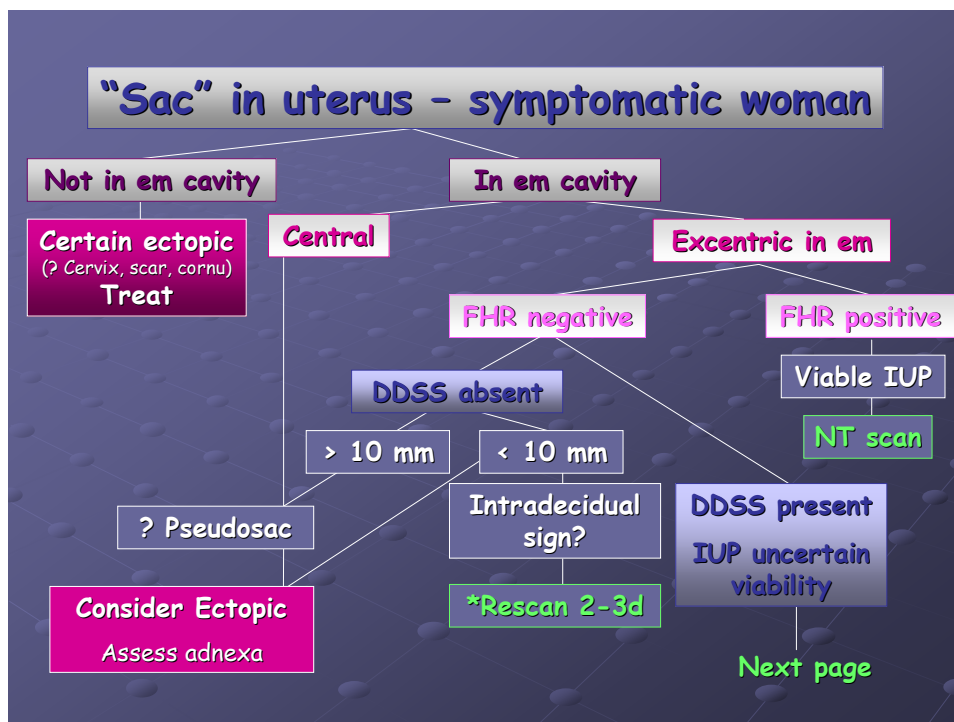 “Sac” in uterus – symptomatic woman
Not in em cavity
In em cavity
Certain ectopic
(? Cervix, scar, cornu)
Treat
Central
Excentric in em
FHR negative
FHR positive
Viable IUP
NT scan
DDSS absent
> 10 mm
< 10 mm
Intradecidual
sign?
*Rescan 2-3d
? Pseudosac
Consider Ectopic
Assess adnexa
DDSS present
IUP uncertain
viability
Next page